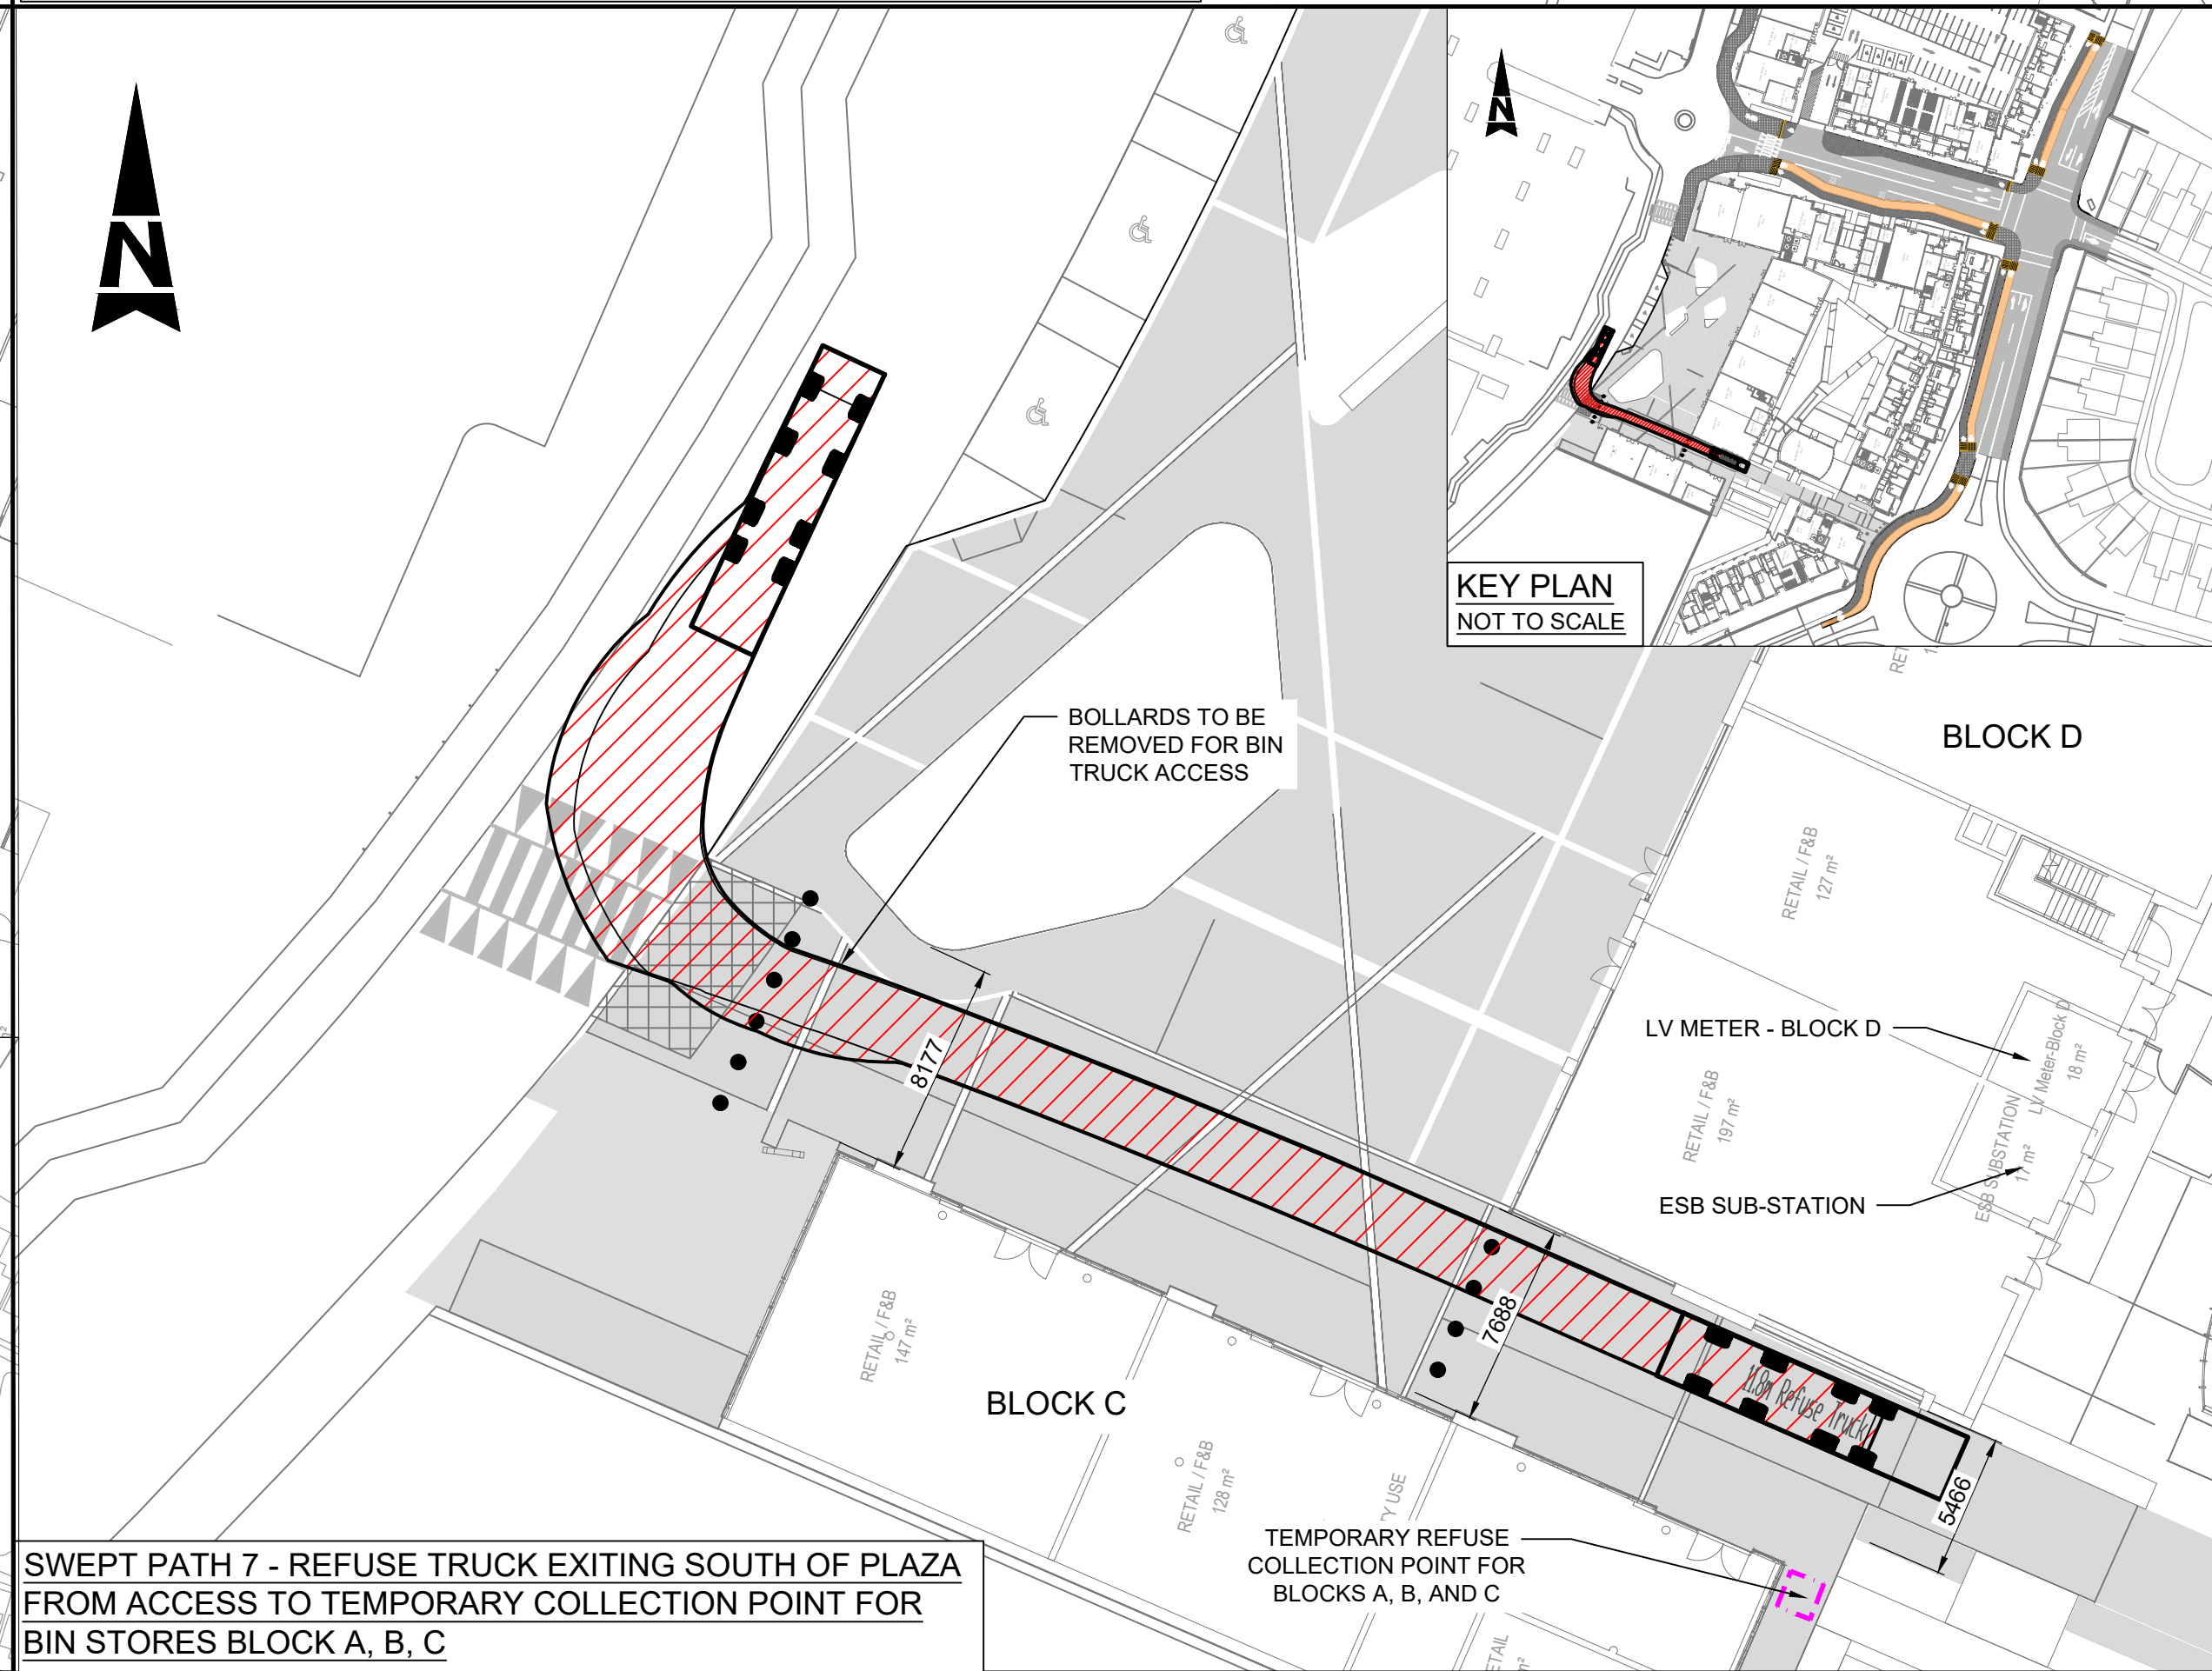 N
N
KEY PLAN
NOT TO SCALE
BLOCK D
BOLLARDS TO BE
REMOVED FOR BIN
TRUCK ACCESS
RETAIL / F&B
127 m²
LV METER - BLOCK D
LV Meter-Block D
18 m²
RETAIL / F&B
197 m²
ESB SUBSTATION
17 m²
ESB SUB-STATION
8177
7688
5466
11.8m Refuse Truck
RETAIL / F&B
147 m²
BLOCK C
RETAIL / F&B
128 m²
USE
TEMPORARY REFUSE
COLLECTION POINT FOR
BLOCKS A, B, AND C
SWEPT PATH 7 - REFUSE TRUCK EXITING SOUTH OF PLAZA
FROM ACCESS TO TEMPORARY COLLECTION POINT FOR
BIN STORES BLOCK A, B, C